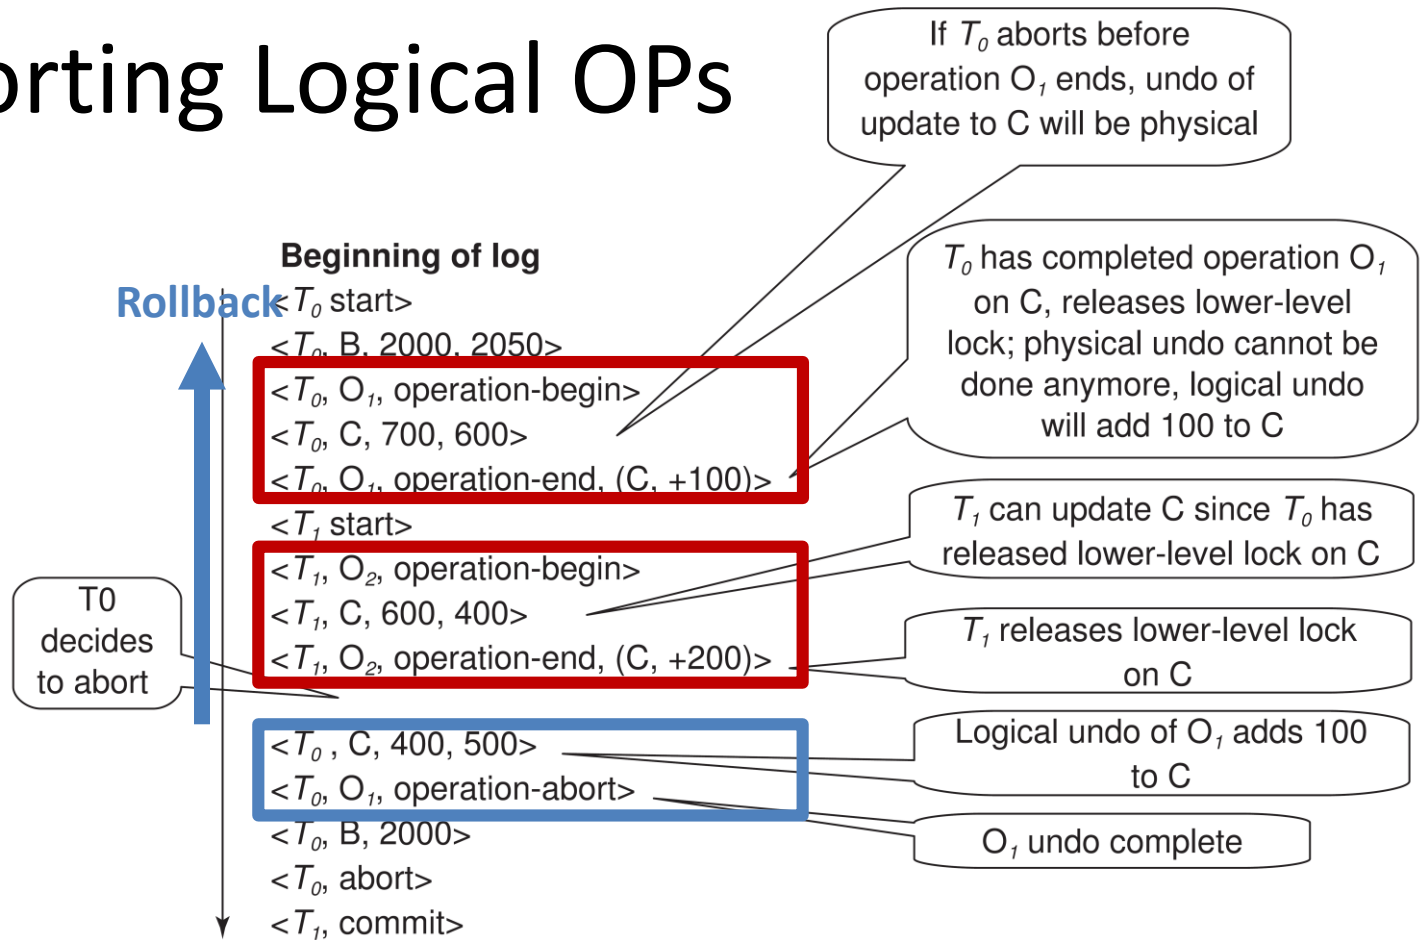 orting Logical OPs
If T0 aborts before
operation O1 ends, undo of
update to C will be physical
Beginning of log
Rollback
<T0 start>
<T0, B, 2000, 2050>
<T0, O1, operation-begin>
<T0, C, 700, 600>
<T0, O1, operation-end, (C, +100)>
T0 has completed operation O1
on C, releases lower-level
lock; physical undo cannot be
done anymore, logical undo
will add 100 to C
<T1 start>
<T1, O2, operation-begin>
<T1, C, 600, 400>
<T1, O2, operation-end, (C, +200)>
T1 can update C since T0 has
released lower-level lock on C
T0
decides
to abort
T1 releases lower-level lock
on C
<T0 , C, 400, 500>
<T0, O1, operation-abort>
Logical undo of O1 adds 100
to C
<T0, B, 2000>
O1 undo complete
<T0, abort>
<T1, commit>